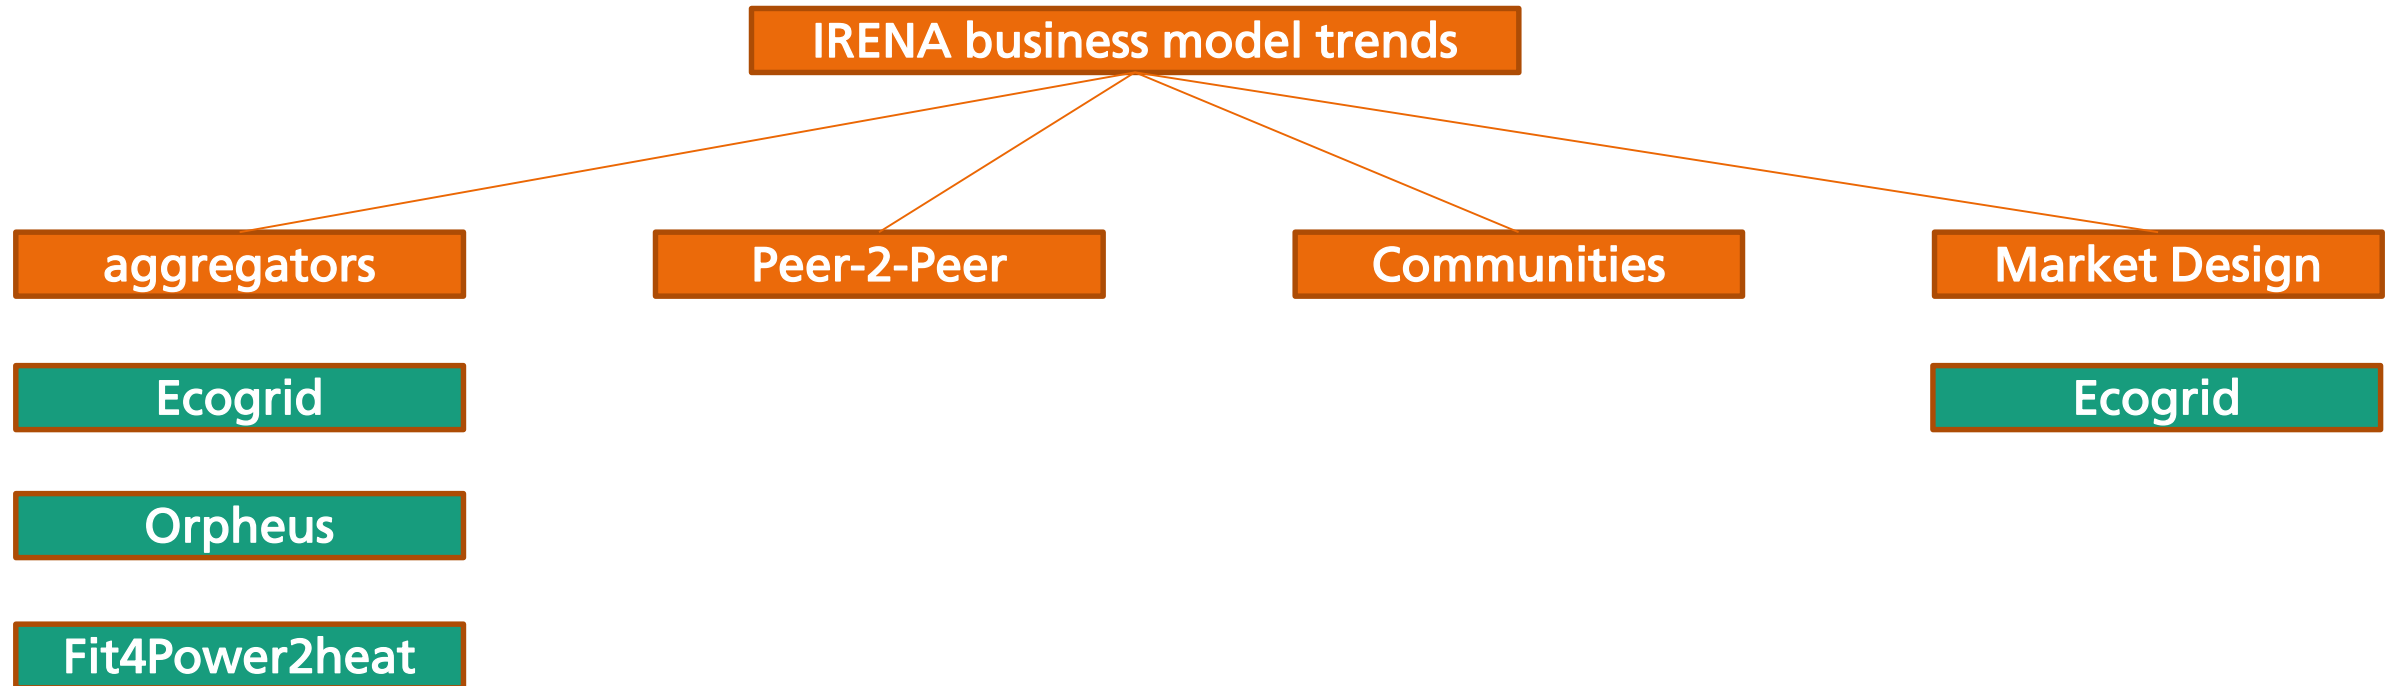 IRENA business model trends
aggregators
Peer-2-Peer
Communities
Market Design
Ecogrid
Ecogrid
Orpheus
Fit4Power2heat